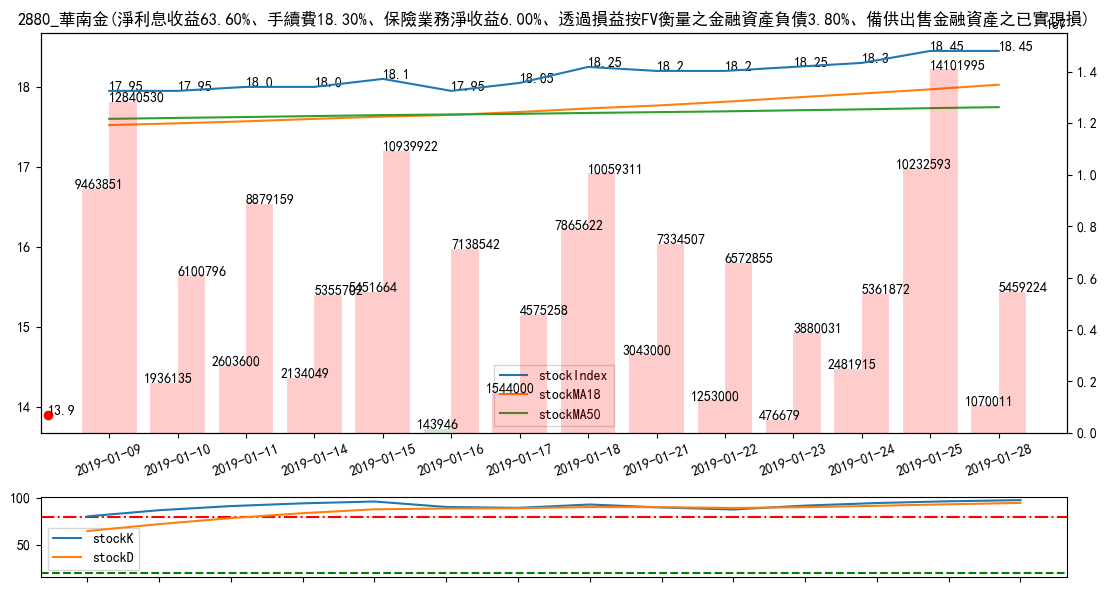 2880_華南金(淨利息收益63.60%、手續費18.30%、保險業務淨收益6.00%、透過損益按FV衡量之金融資產負債3.80%、備供出售金融資產之已實現損)
1e7
17.95 17.95 18.0 18.0 18.1 17.95 18.05 18.25 18.2 18.2 18.25 18.3 18.45 18.45
12840530 14101995
18 1.4
1.2
17 10939922 10232593
9463851 10059311 1.0
8879159
7865622 0.8
16 6100796 7138542 7334507 6572855
0.6
5355702 5451664 5361872 5459224
15 4575258 0.4
3880031
2603600 3043000
1936135 2134049 2481915
stockIndex
1544000 0.2
14 stockMA18 1253000 1070011
13.9 stockMA50 476679
143946 0.0
2019-01-09 2019-01-10 2019-01-11 2019-01-14 2019-01-15 2019-01-16 2019-01-17 2019-01-18 2019-01-21 2019-01-22 2019-01-23 2019-01-24 2019-01-25 2019-01-28
100
50 stockK
stockD